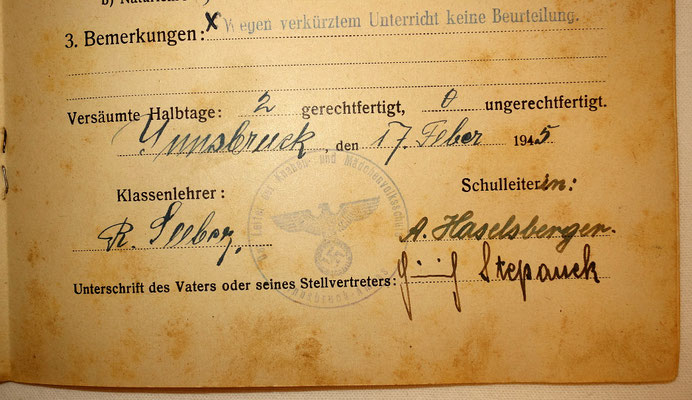 b) Naturlehre
3. Bemerkungen: x Wegen verkürztem Unterricht keine Beurteilung.
Versäumte Halbtage: 2 gerechtfertigt, 0 ungerechtfertigt.
Innsbruck, den 17. Feber 1945
Klassenlehrer: Schulleiterin:
R. Seeber A. Haselsberger.
Unterschrift des Vaters oder seines Stellvertreters: Stepanek